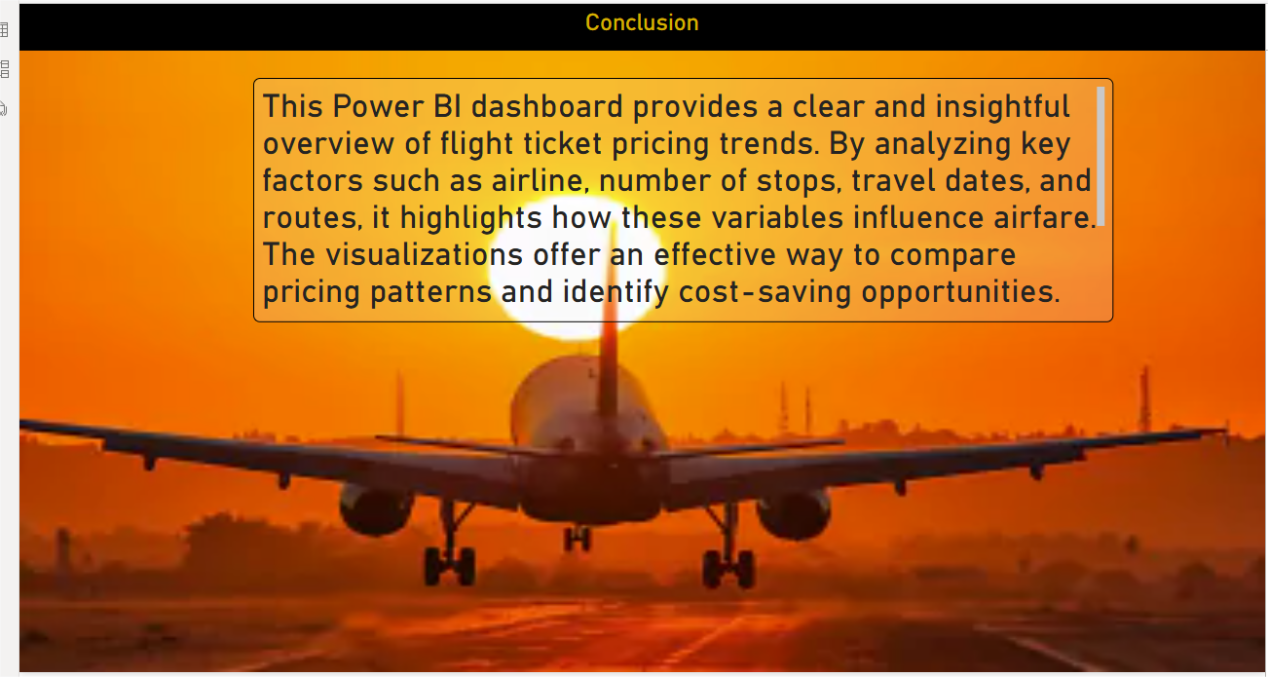 Conclusion
This Power BI dashboard provides a clear and insightful
overview of flight ticket pricing trends. By analyzing key
factors such as airline, number of stops, travel dates, and
routes, it highlights how these variables influence airfare.
The visualizations offer an effective way to compare
pricing patterns and identify cost-saving opportunities.